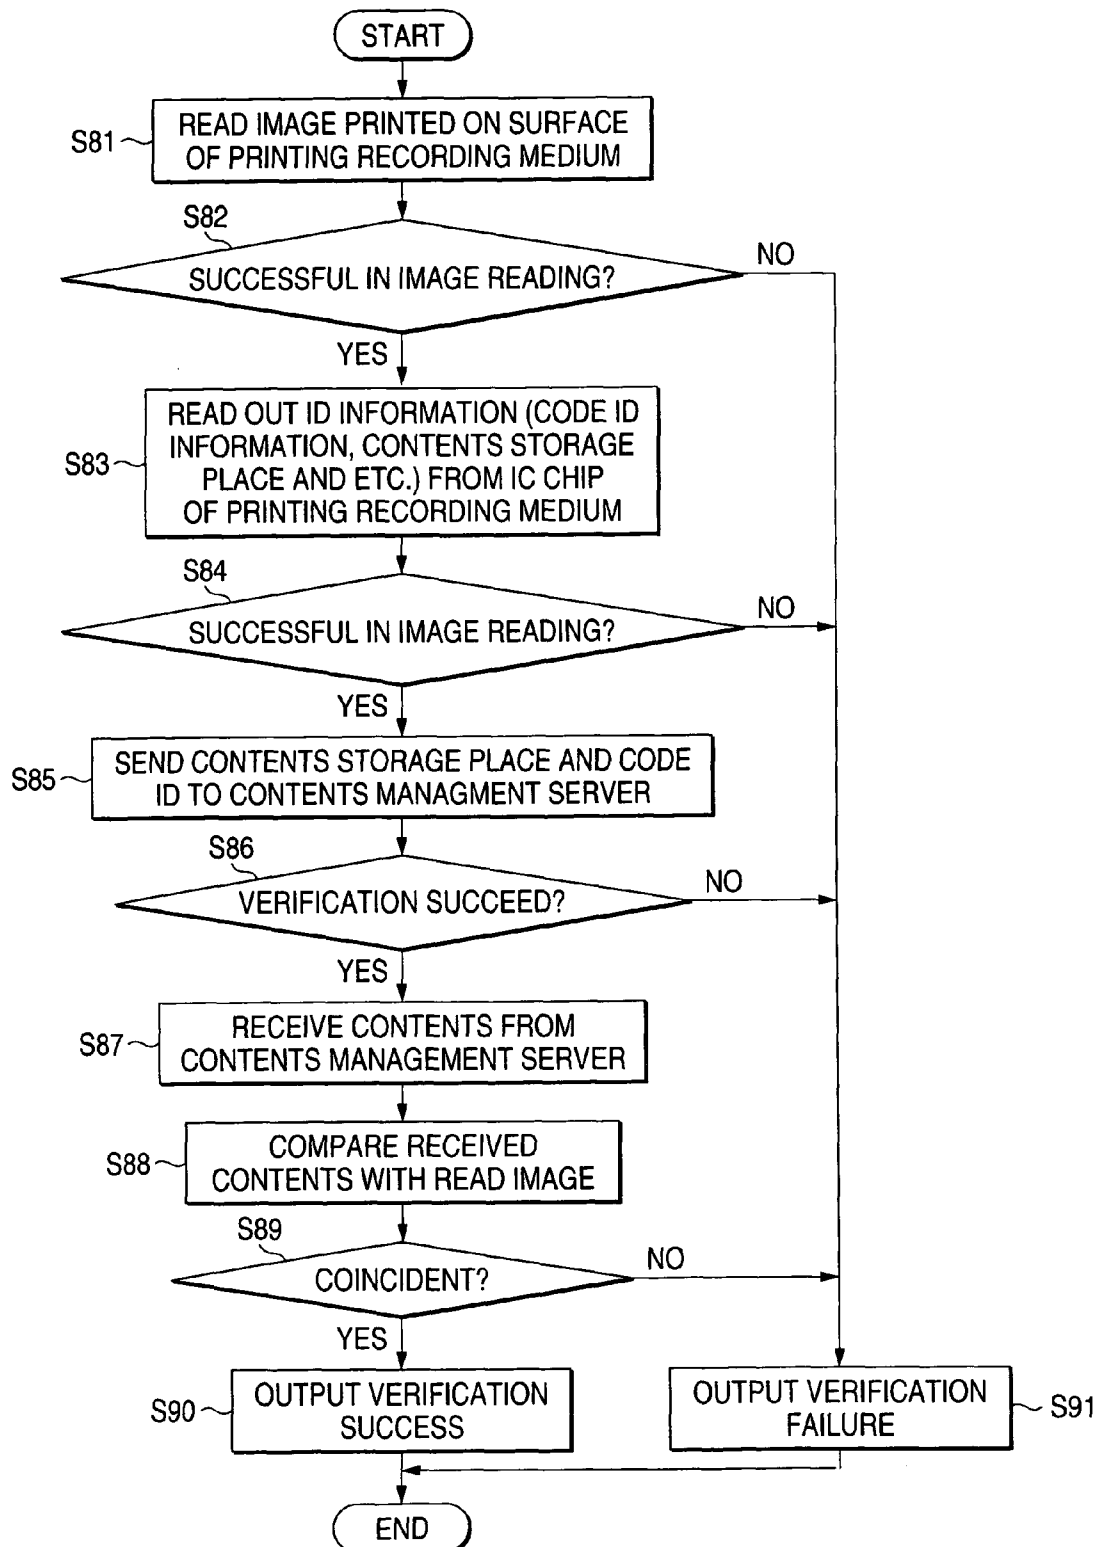 START
S81
READ IMAGE PRINTED ON SURFACE
OF PRINTING RECORDING MEDIUM
S82
SUCCESSFUL IN IMAGE READING?
NO
YES
S83
READ OUT ID INFORMATION (CODE ID
INFORMATION, CONTENTS STORAGE
PLACE AND ETC.) FROM IC CHIP
OF PRINTING RECORDING MEDIUM
S84
SUCCESSFUL IN IMAGE READING?
NO
YES
S85
SEND CONTENTS STORAGE PLACE AND CODE
ID TO CONTENTS MANAGMENT SERVER
S86
VERIFICATION SUCCEED?
NO
YES
S87
RECEIVE CONTENTS FROM
CONTENTS MANAGEMENT SERVER
S88
COMPARE RECEIVED
CONTENTS WITH READ IMAGE
S89
COINCIDENT?
NO
YES
S90
OUTPUT VERIFICATION
SUCCESS
OUTPUT VERIFICATION
FAILURE
S91
END